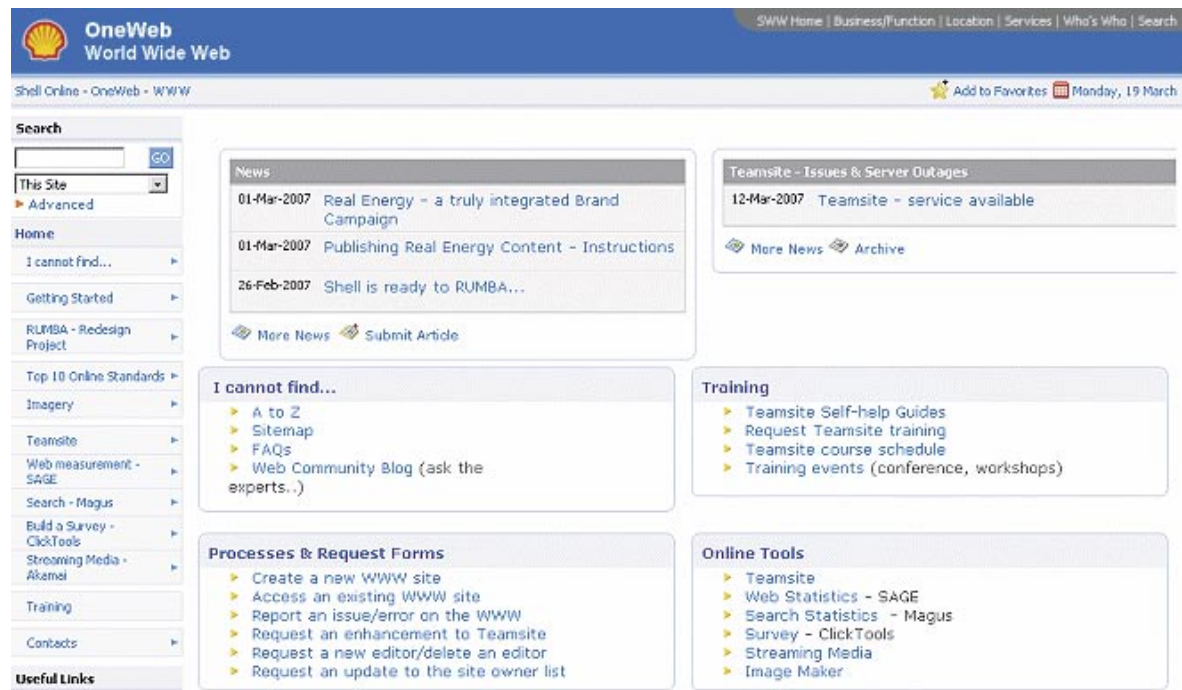 OneWeb
World Wide Web
SWW Home | Business/Function | Location | Services | Who's Who | Search
Shell Online - OneWeb - WWW
Add to Favorites Monday, 19 March
Search
GO
This Site
Advanced
Home
I cannot find...
Getting Started
RUMBA - Redesign
Project
Top 10 Online Standards
Imagery
Teamsite
Web measurement -
SAGE
Search - Magus
Build a Survey -
ClickTools
Streaming Media -
Akamai
Training
Contacts
Useful Links
News
01-Mar-2007 Real Energy - a truly integrated Brand
Campaign
01-Mar-2007 Publishing Real Energy Content - Instructions
26-Feb-2007 Shell is ready to RUMBA...
More News Submit Article
Teamsite - Issues & Server Outages
12-Mar-2007 Teamsite - service available
More News Archive
I cannot find...
A to Z
Sitemap
FAQs
Web Community Blog (ask the
experts..)
Training
Teamsite Self-help Guides
Request Teamsite training
Teamsite course schedule
Training events (conference, workshops)
Processes & Request Forms
Create a new WWW site
Access an existing WWW site
Report an issue/error on the WWW
Request an enhancement to Teamsite
Request a new editor/delete an editor
Request an update to the site owner list
Online Tools
Teamsite
Web Statistics - SAGE
Search Statistics - Magus
Survey - ClickTools
Streaming Media
Image Maker